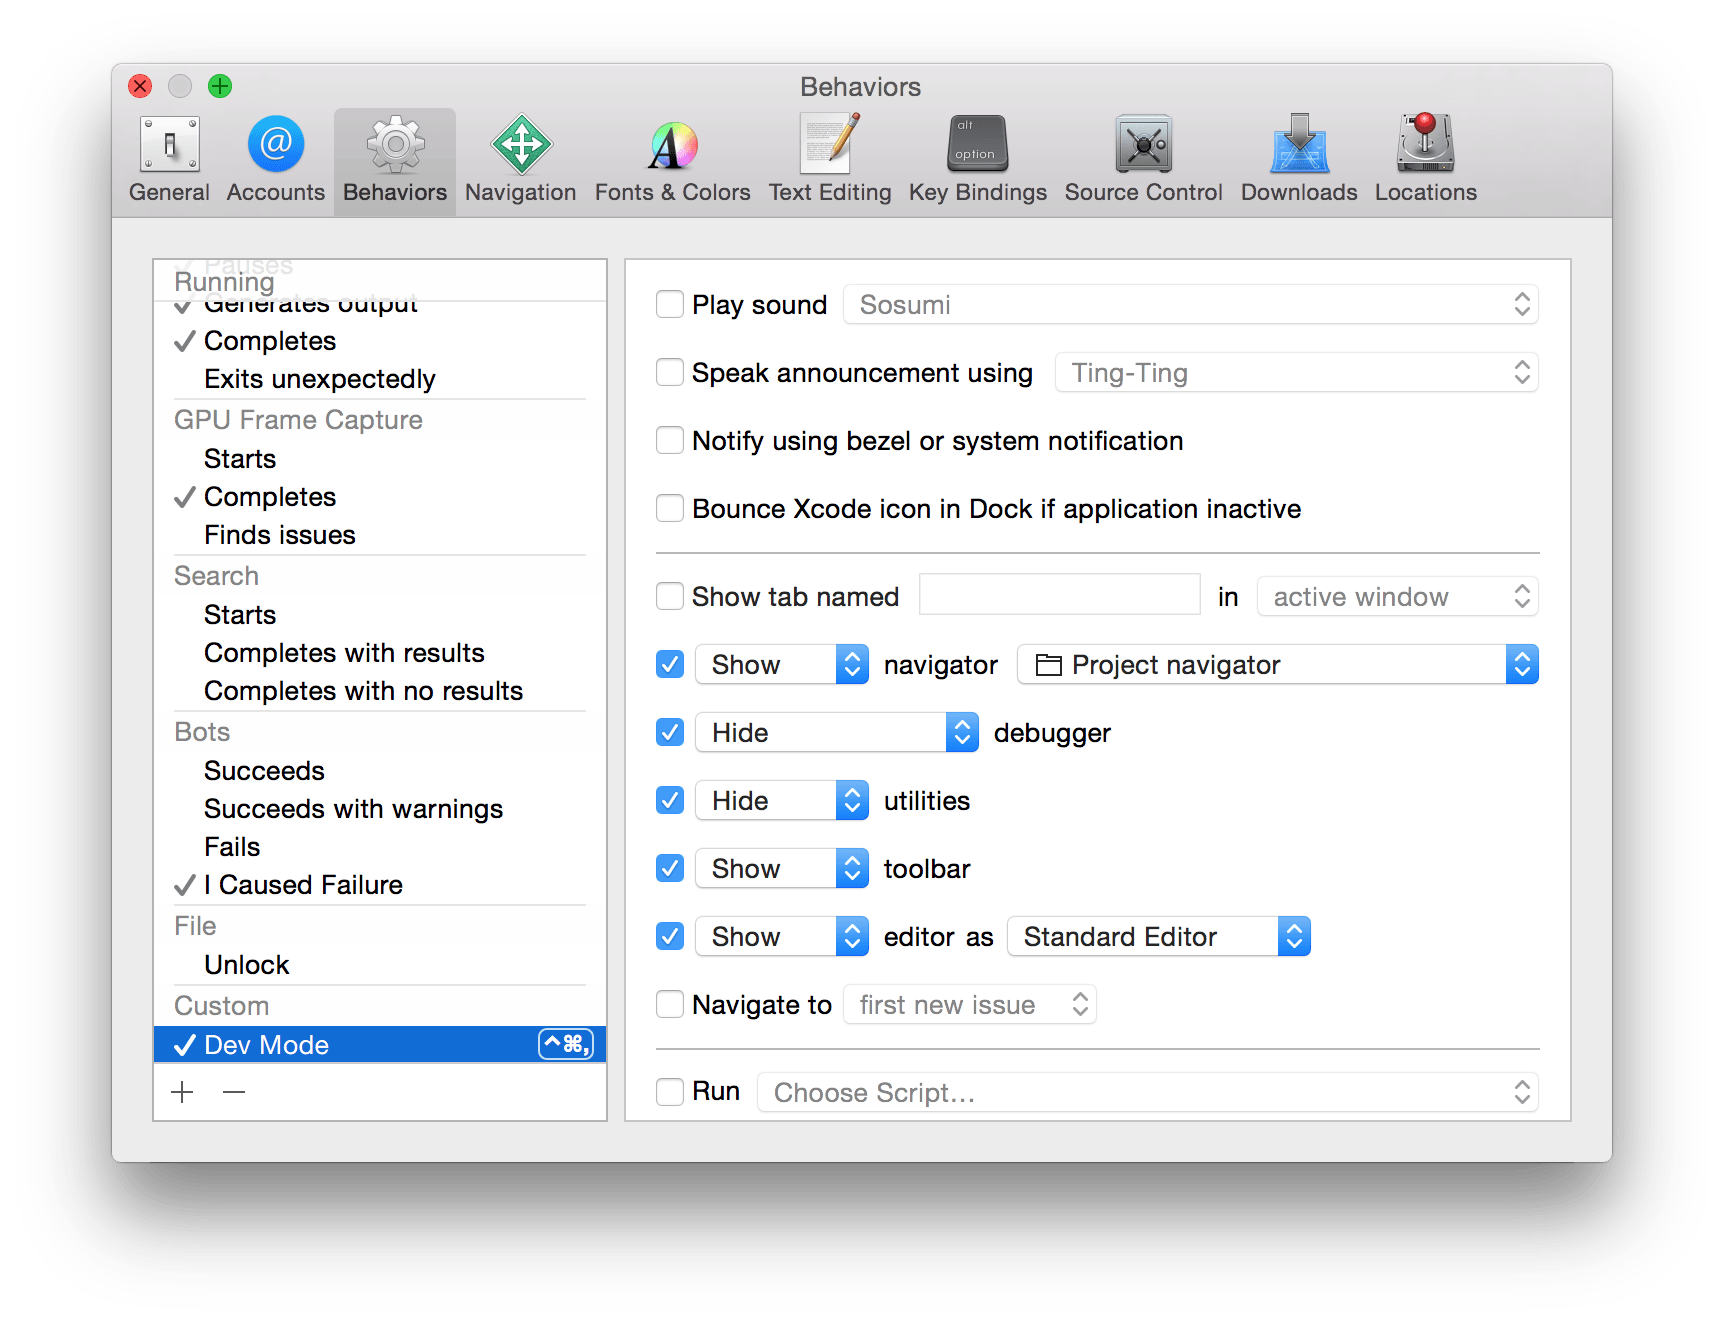 Behaviors
General Accounts Behaviors Navigation Fonts & Colors Text Editing Key Bindings Source Control Downloads Locations
alt
option
Pauses
Running
Generates output
✓ Completes
Exits unexpectedly
GPU Frame Capture
Starts
✓ Completes
Finds issues
Search
Starts
Completes with results
Completes with no results
Bots
Succeeds
Succeeds with warnings
Fails
✓ I Caused Failure
File
Unlock
Custom
✓ Dev Mode ^⌘,
Play sound Sosumi
Speak announcement using Ting-Ting
Notify using bezel or system notification
Bounce Xcode icon in Dock if application inactive
Show tab named in active window
Show navigator Project navigator
Hide debugger
Hide utilities
Show toolbar
Show editor as Standard Editor
Navigate to first new issue
Run Choose Script...